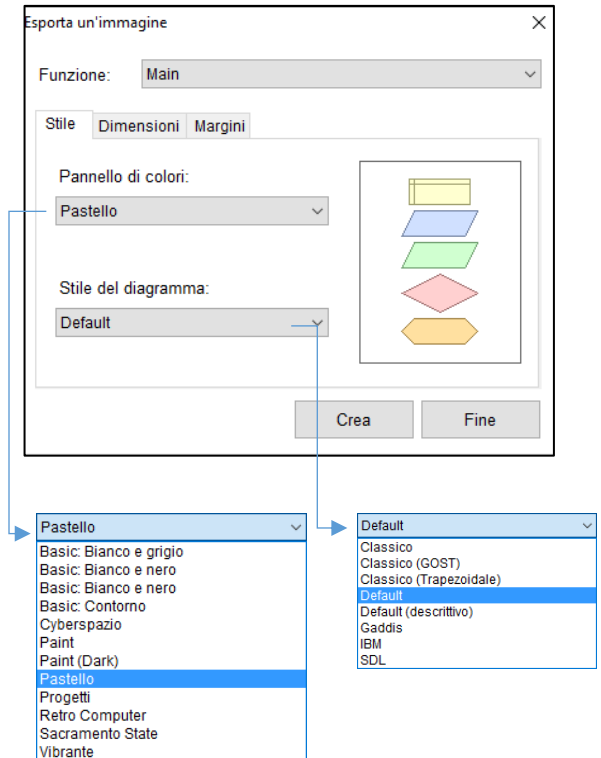 Esporta un'immagine
Funzione: Main
Stile Dimensioni Margini
Pannello di colori:
Pastello
Stile del diagramma:
Default
Crea Fine
Pastello
Basic: Bianco e grigio
Basic: Bianco e nero
Basic: Bianco e nero
Basic: Contorno
Cyberspazio
Paint
Paint (Dark)
Pastello
Progetti
Retro Computer
Sacramento State
Vibrante
Default
Classico
Classico (GOST)
Classico (Trapezoidale)
Default
Default (descrittivo)
Gaddis
IBM
SDL